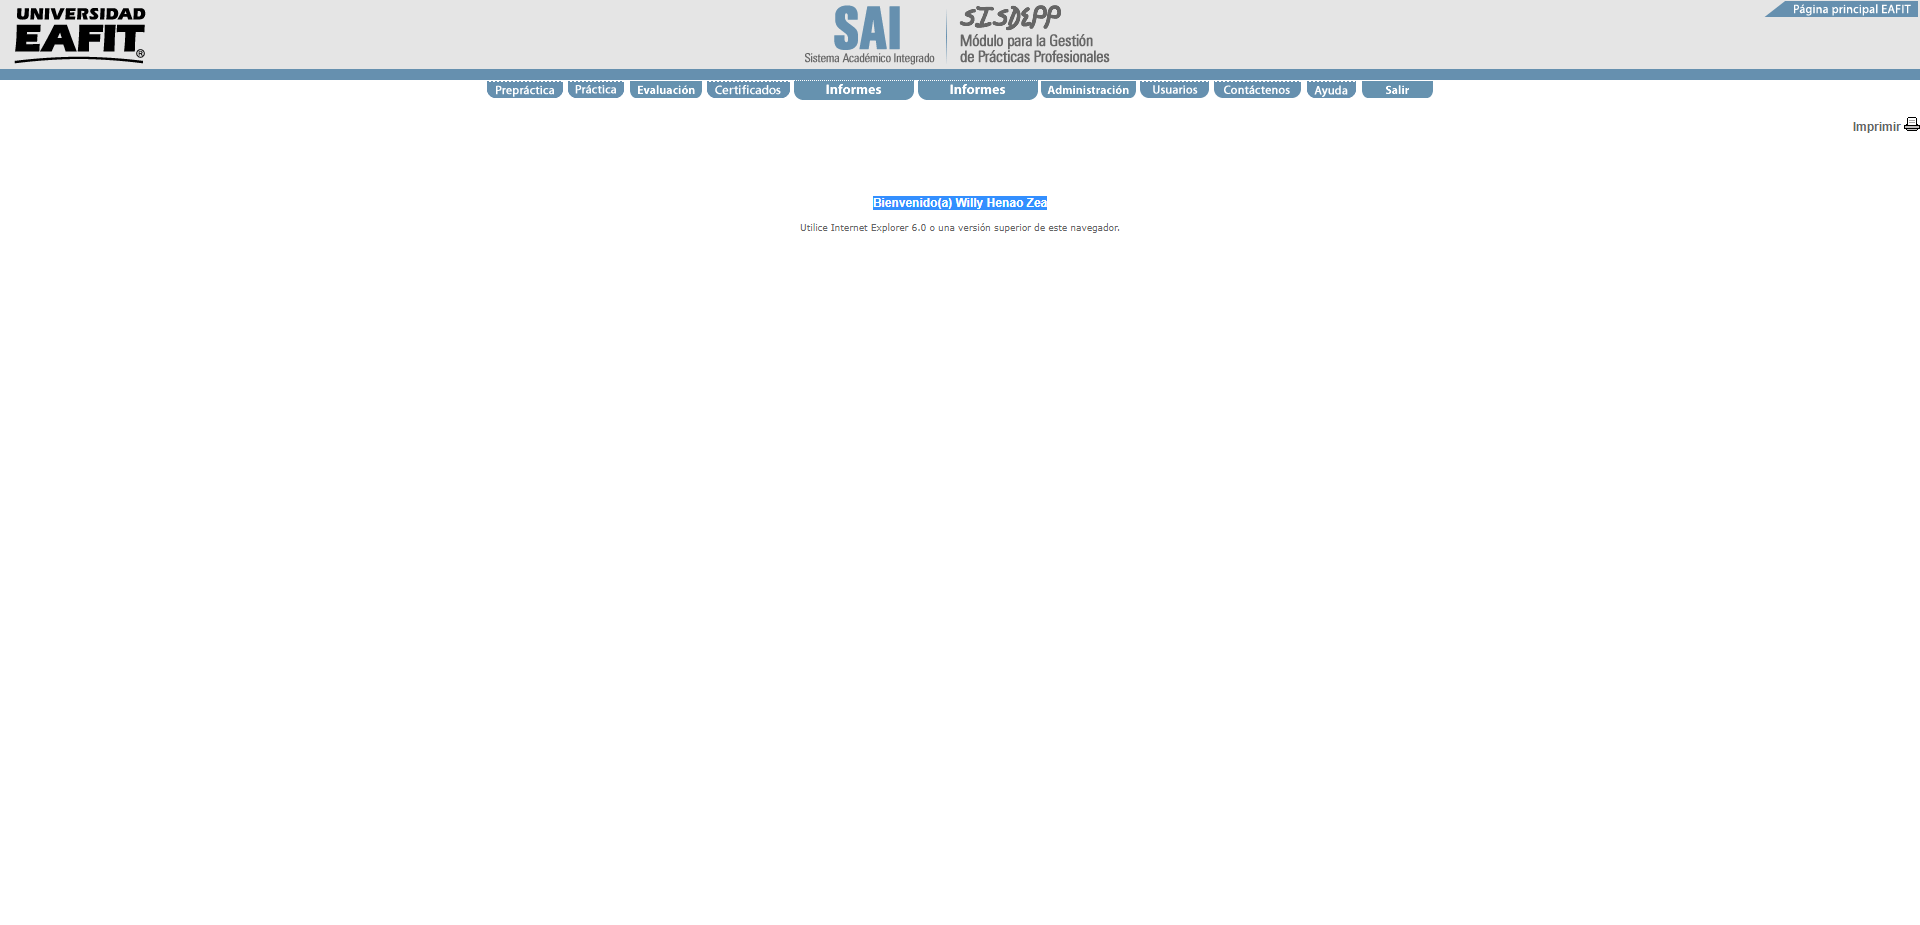 UNIVERSIDAD
EAFIT®
SAI
Sistema Académico Integrado
SISDEPP
Módulo para la Gestión
de Prácticas Profesionales
Página principal EAFIT
Prepráctica Práctica Evaluación Certificados Informes Informes Administración Usuarios Contáctenos Ayuda Salir
Imprimir
Bienvenido(a) Willy Henao Zea
Utilice Internet Explorer 6.0 o una versión superior de este navegador.